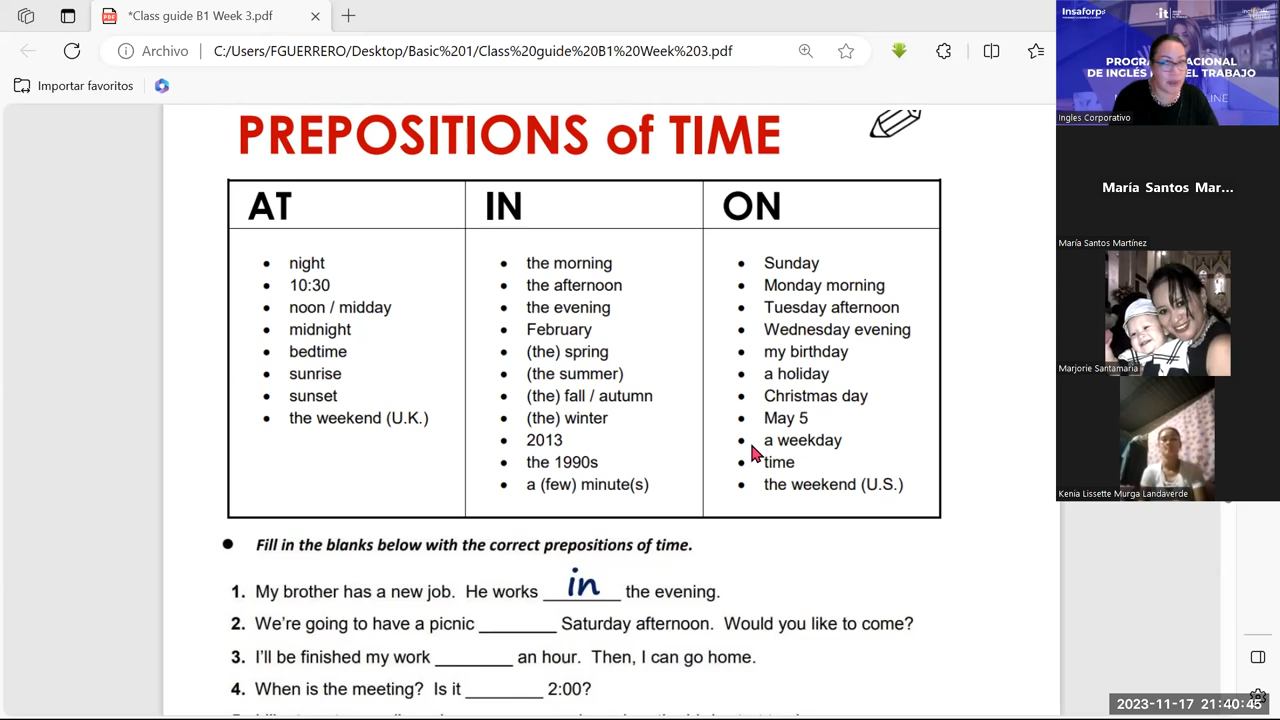 *Class guide B1 Week 3.pdf
Archivo
C:/Users/FGUERRERO/Desktop/Basic%201/Class%20guide%20B1%20Week%203.pdf
Importar favoritos
PREPOSITIONS of TIME
AT
IN
ON
• night
• 10:30
• noon / midday
• midnight
• bedtime
• sunrise
• sunset
• the weekend (U.K.)
• the morning
• the afternoon
• the evening
• February
• (the) spring
• (the summer)
• (the) fall / autumn
• (the) winter
• 2013
• the 1990s
• a (few) minute(s)
• Sunday
• Monday morning
• Tuesday afternoon
• Wednesday evening
• my birthday
• a holiday
• Christmas day
• May 5
• a weekday
• time
• the weekend (U.S.)
• Fill in the blanks below with the correct prepositions of time.
1. My brother has a new job. He works in the evening.
2. We're going to have a picnic ________ Saturday afternoon. Would you like to come?
3. I'll be finished my work ________ an hour. Then, I can go home.
4. When is the meeting? Is it ________ 2:00?
Insaforp
it
Ingles Corporativo
María Santos Mar...
María Santos Martínez
Marjorie Santamaria
Kenia Lissette Murga Landaverde
2023-11-17 21:40:45